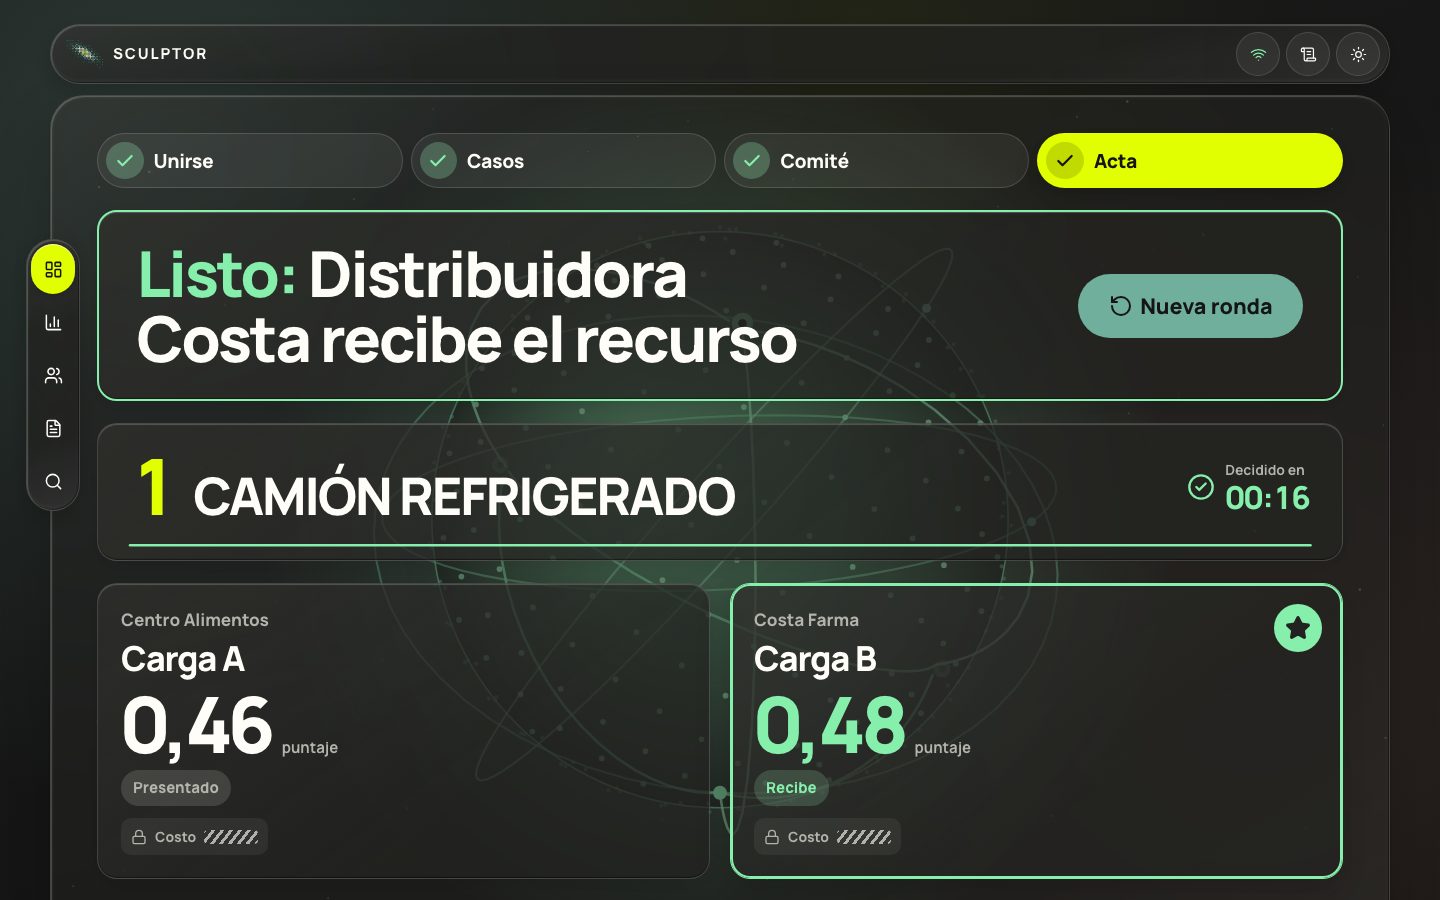 SCULPTOR
Unirse
Casos
Comité
Acta
Listo: Distribuidora
Costa recibe el recurso
Nueva ronda
1 CAMIÓN REFRIGERADO
Decidido en
00:16
Centro Alimentos
Carga A
0,46 puntaje
Presentado
Costo
Costa Farma
Carga B
0,48 puntaje
Recibe
Costo